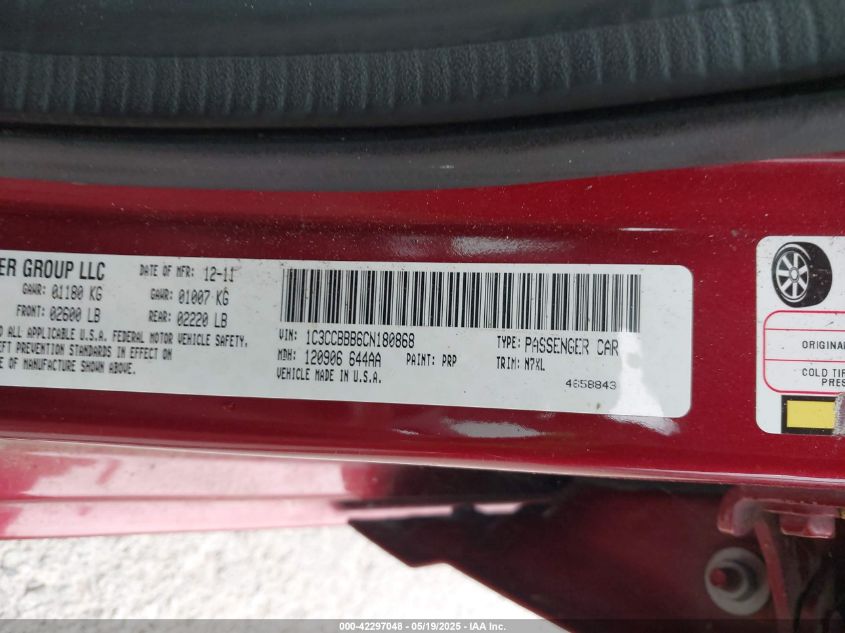 ER GROUP LLC
DATE OF MFR: 12-11
GAWR: 01180 KG
GAWR: 01007 KG
FRONT: 02600 LB
REAR: 02220 LB
O ALL APPLICABLE U.S.A. FEDERAL MOTOR VEHICLE SAFETY,
EFT PREVENTION STANDARDS IN EFFECT ON
OF MANUFACTURE SHOWN ABOVE.
VIN: 1C3CCBBB6CN180868
TYPE: PASSENGER CAR
MDH: 120906 644AA
PAINT: PRP
TRIM: N7KL
VEHICLE MADE IN U.S.A.
4658843
ORIGINA
COLD TI
PRES
000-42297048 - 05/19/2025 - IAA Inc.